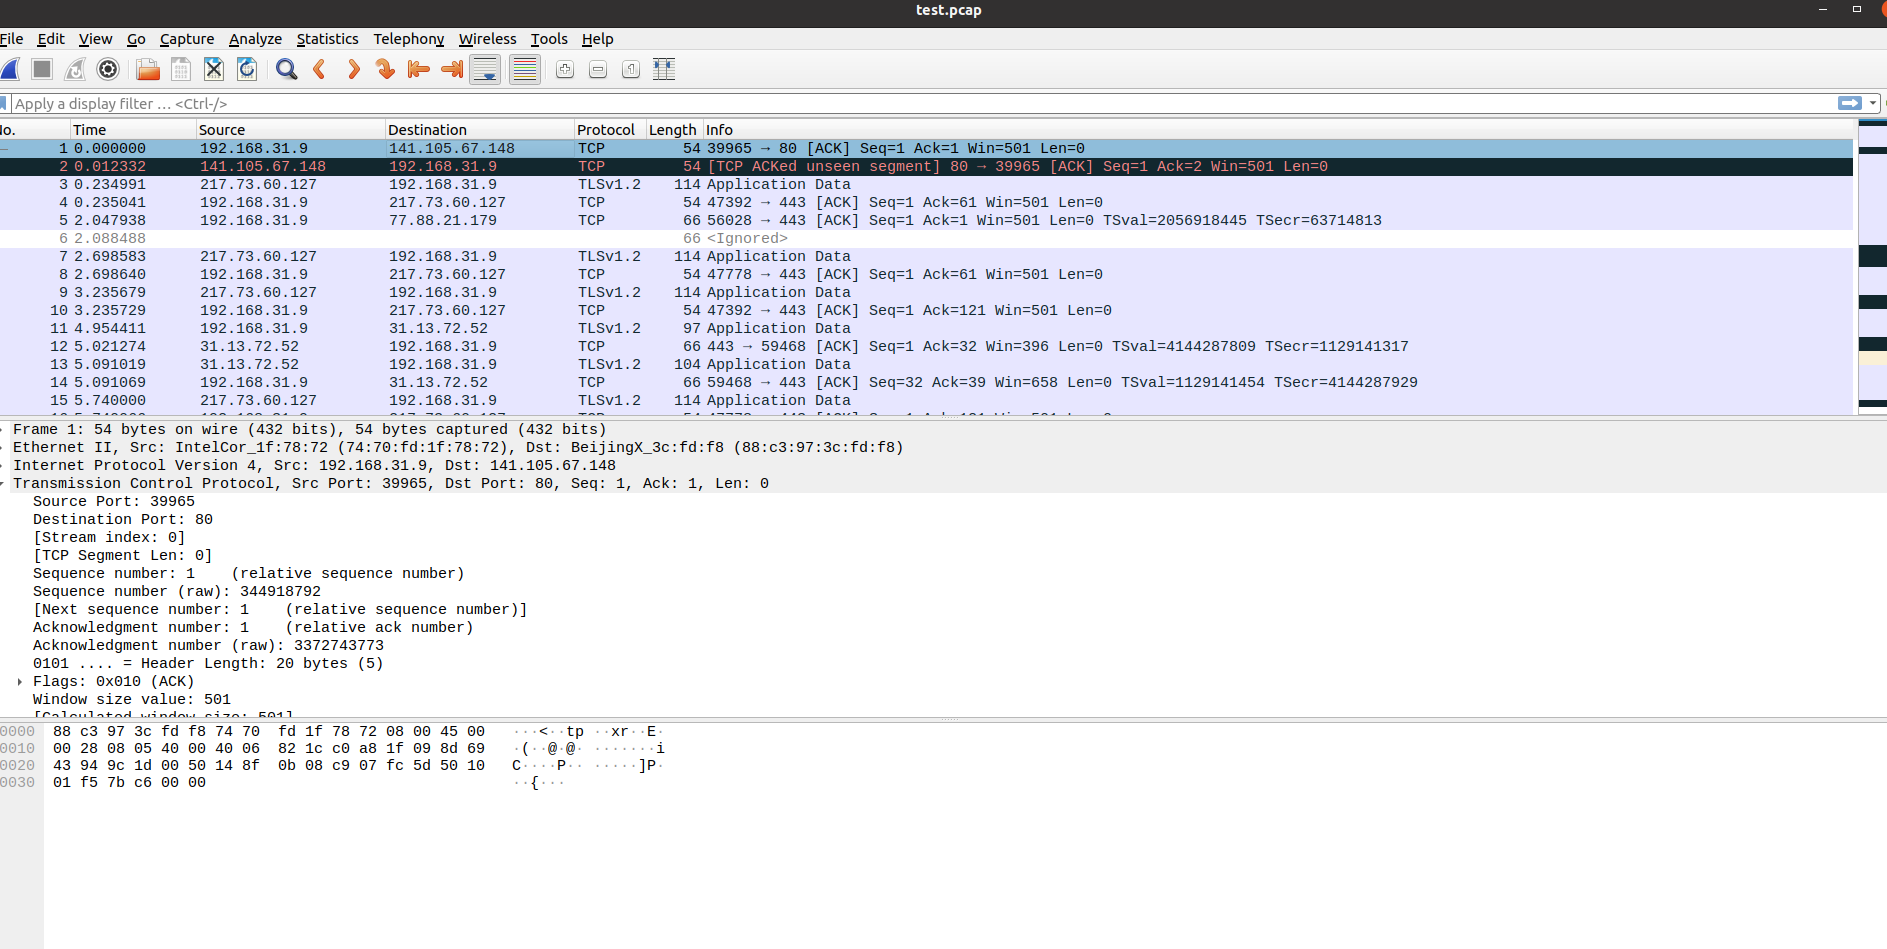 test.pcap
File Edit View Go Capture Analyze Statistics Telephony Wireless Tools Help
Apply a display filter … <Ctrl-/>
No. Time Source Destination Protocol Length Info
1 0.000000 192.168.31.9 141.105.67.148 TCP 54 39965 → 80 [ACK] Seq=1 Ack=1 Win=501 Len=0
2 0.012332 141.105.67.148 192.168.31.9 TCP 54 [TCP ACKed unseen segment] 80 → 39965 [ACK] Seq=1 Ack=2 Win=501 Len=0
3 0.234991 217.73.60.127 192.168.31.9 TLSv1.2 114 Application Data
4 0.235041 192.168.31.9 217.73.60.127 TCP 54 47392 → 443 [ACK] Seq=1 Ack=61 Win=501 Len=0
5 2.047938 192.168.31.9 77.88.21.179 TCP 66 56028 → 443 [ACK] Seq=1 Ack=1 Win=501 Len=0 TSval=2056918445 TSecr=63714813
6 2.088488 66 <Ignored>
7 2.698583 217.73.60.127 192.168.31.9 TLSv1.2 114 Application Data
8 2.698640 192.168.31.9 217.73.60.127 TCP 54 47778 → 443 [ACK] Seq=1 Ack=61 Win=501 Len=0
9 3.235679 217.73.60.127 192.168.31.9 TLSv1.2 114 Application Data
10 3.235729 192.168.31.9 217.73.60.127 TCP 54 47392 → 443 [ACK] Seq=1 Ack=121 Win=501 Len=0
11 4.954411 192.168.31.9 31.13.72.52 TLSv1.2 97 Application Data
12 5.021274 31.13.72.52 192.168.31.9 TCP 66 443 → 59468 [ACK] Seq=1 Ack=32 Win=396 Len=0 TSval=4144287809 TSecr=1129141317
13 5.091019 31.13.72.52 192.168.31.9 TLSv1.2 104 Application Data
14 5.091069 192.168.31.9 31.13.72.52 TCP 66 59468 → 443 [ACK] Seq=32 Ack=39 Win=658 Len=0 TSval=1129141454 TSecr=4144287929
15 5.740000 217.73.60.127 192.168.31.9 TLSv1.2 114 Application Data
Frame 1: 54 bytes on wire (432 bits), 54 bytes captured (432 bits)
Ethernet II, Src: IntelCor_1f:78:72 (74:70:fd:1f:78:72), Dst: BeijingX_3c:fd:f8 (88:c3:97:3c:fd:f8)
Internet Protocol Version 4, Src: 192.168.31.9, Dst: 141.105.67.148
Transmission Control Protocol, Src Port: 39965, Dst Port: 80, Seq: 1, Ack: 1, Len: 0
Source Port: 39965
Destination Port: 80
[Stream index: 0]
[TCP Segment Len: 0]
Sequence number: 1 (relative sequence number)
Sequence number (raw): 344918792
[Next sequence number: 1 (relative sequence number)]
Acknowledgment number: 1 (relative ack number)
Acknowledgment number (raw): 3372743773
0101 .... = Header Length: 20 bytes (5)
Flags: 0x010 (ACK)
Window size value: 501
[Calculated window size: 501]
0000 88 c3 97 3c fd f8 74 70 fd 1f 78 72 08 00 45 00 ···<··tp ··xr··E·
0010 00 28 08 05 40 00 40 06 82 1c c0 a8 1f 09 8d 69 ·(··@·@· ·······i
0020 43 94 9c 1d 00 50 14 8f 0b 08 c9 07 fc 5d 50 10 C····P·· ·····]P·
0030 01 f5 7b c6 00 00 ··{···